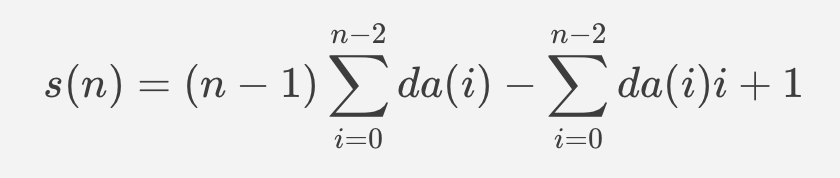 s(n) = (n − 1) ∑_{i=0}^{n−2} da(i) − ∑_{i=0}^{n−2} da(i)i + 1